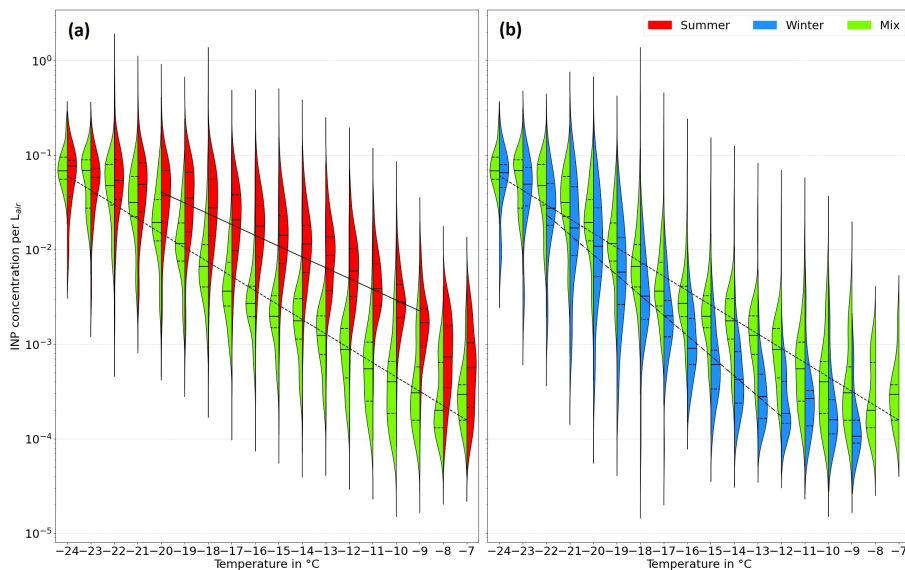 (a)
(b)
Summer Winter Mix
INP concentration per L_air
10^0
10^-1
10^-2
10^-3
10^-4
10^-5
−24 −23 −22 −21 −20 −19 −18 −17 −16 −15 −14 −13 −12 −11 −10 −9 −8 −7
Temperature in °C
−24 −23 −22 −21 −20 −19 −18 −17 −16 −15 −14 −13 −12 −11 −10 −9 −8 −7
Temperature in °C